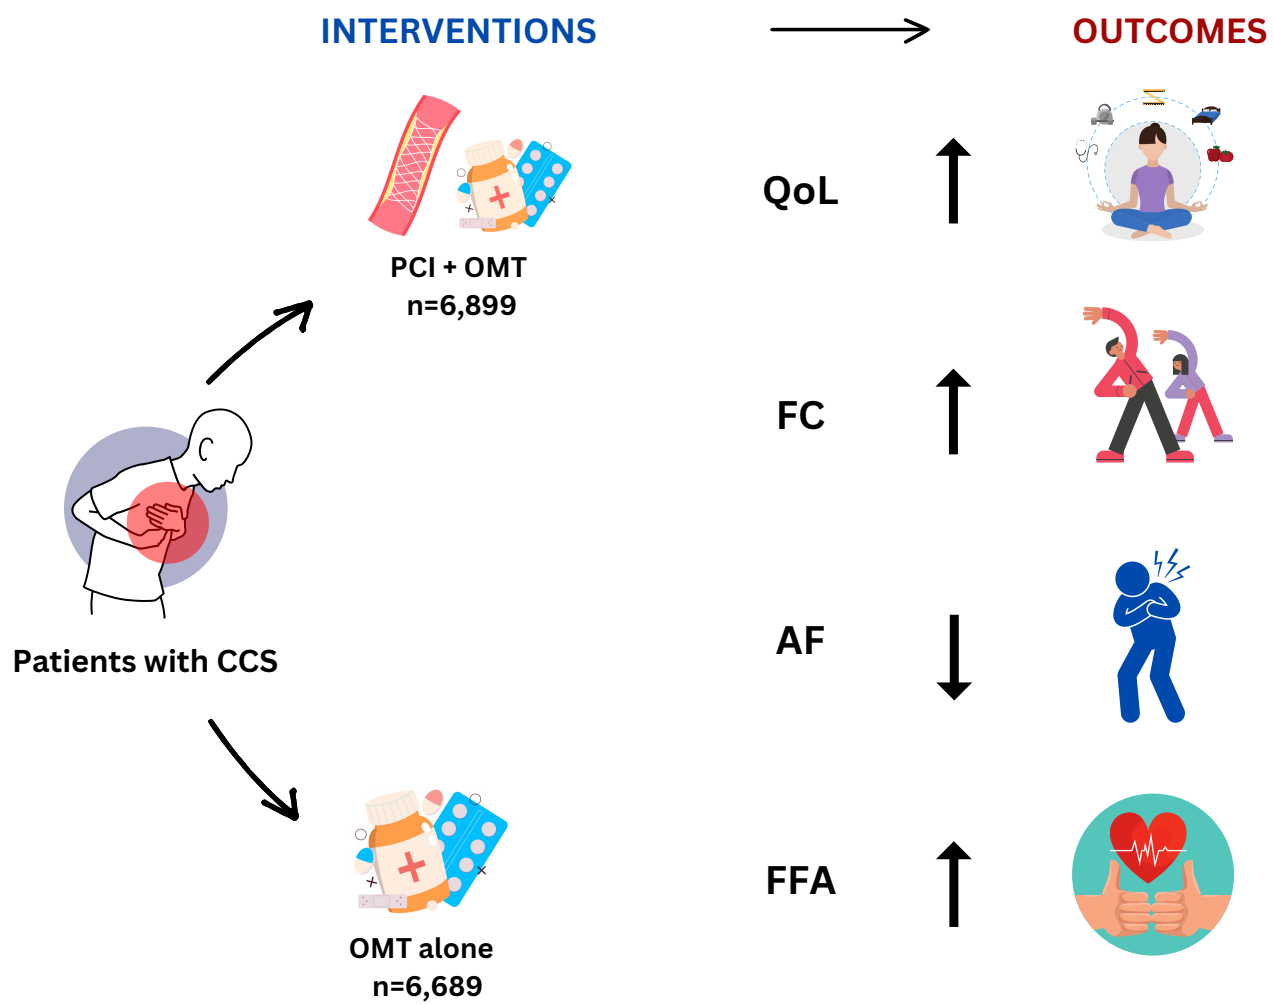 INTERVENTIONS
OUTCOMES
PCI + OMT
n=6,899
Patients with CCS
OMT alone
n=6,689
QoL
FC
AF
FFA